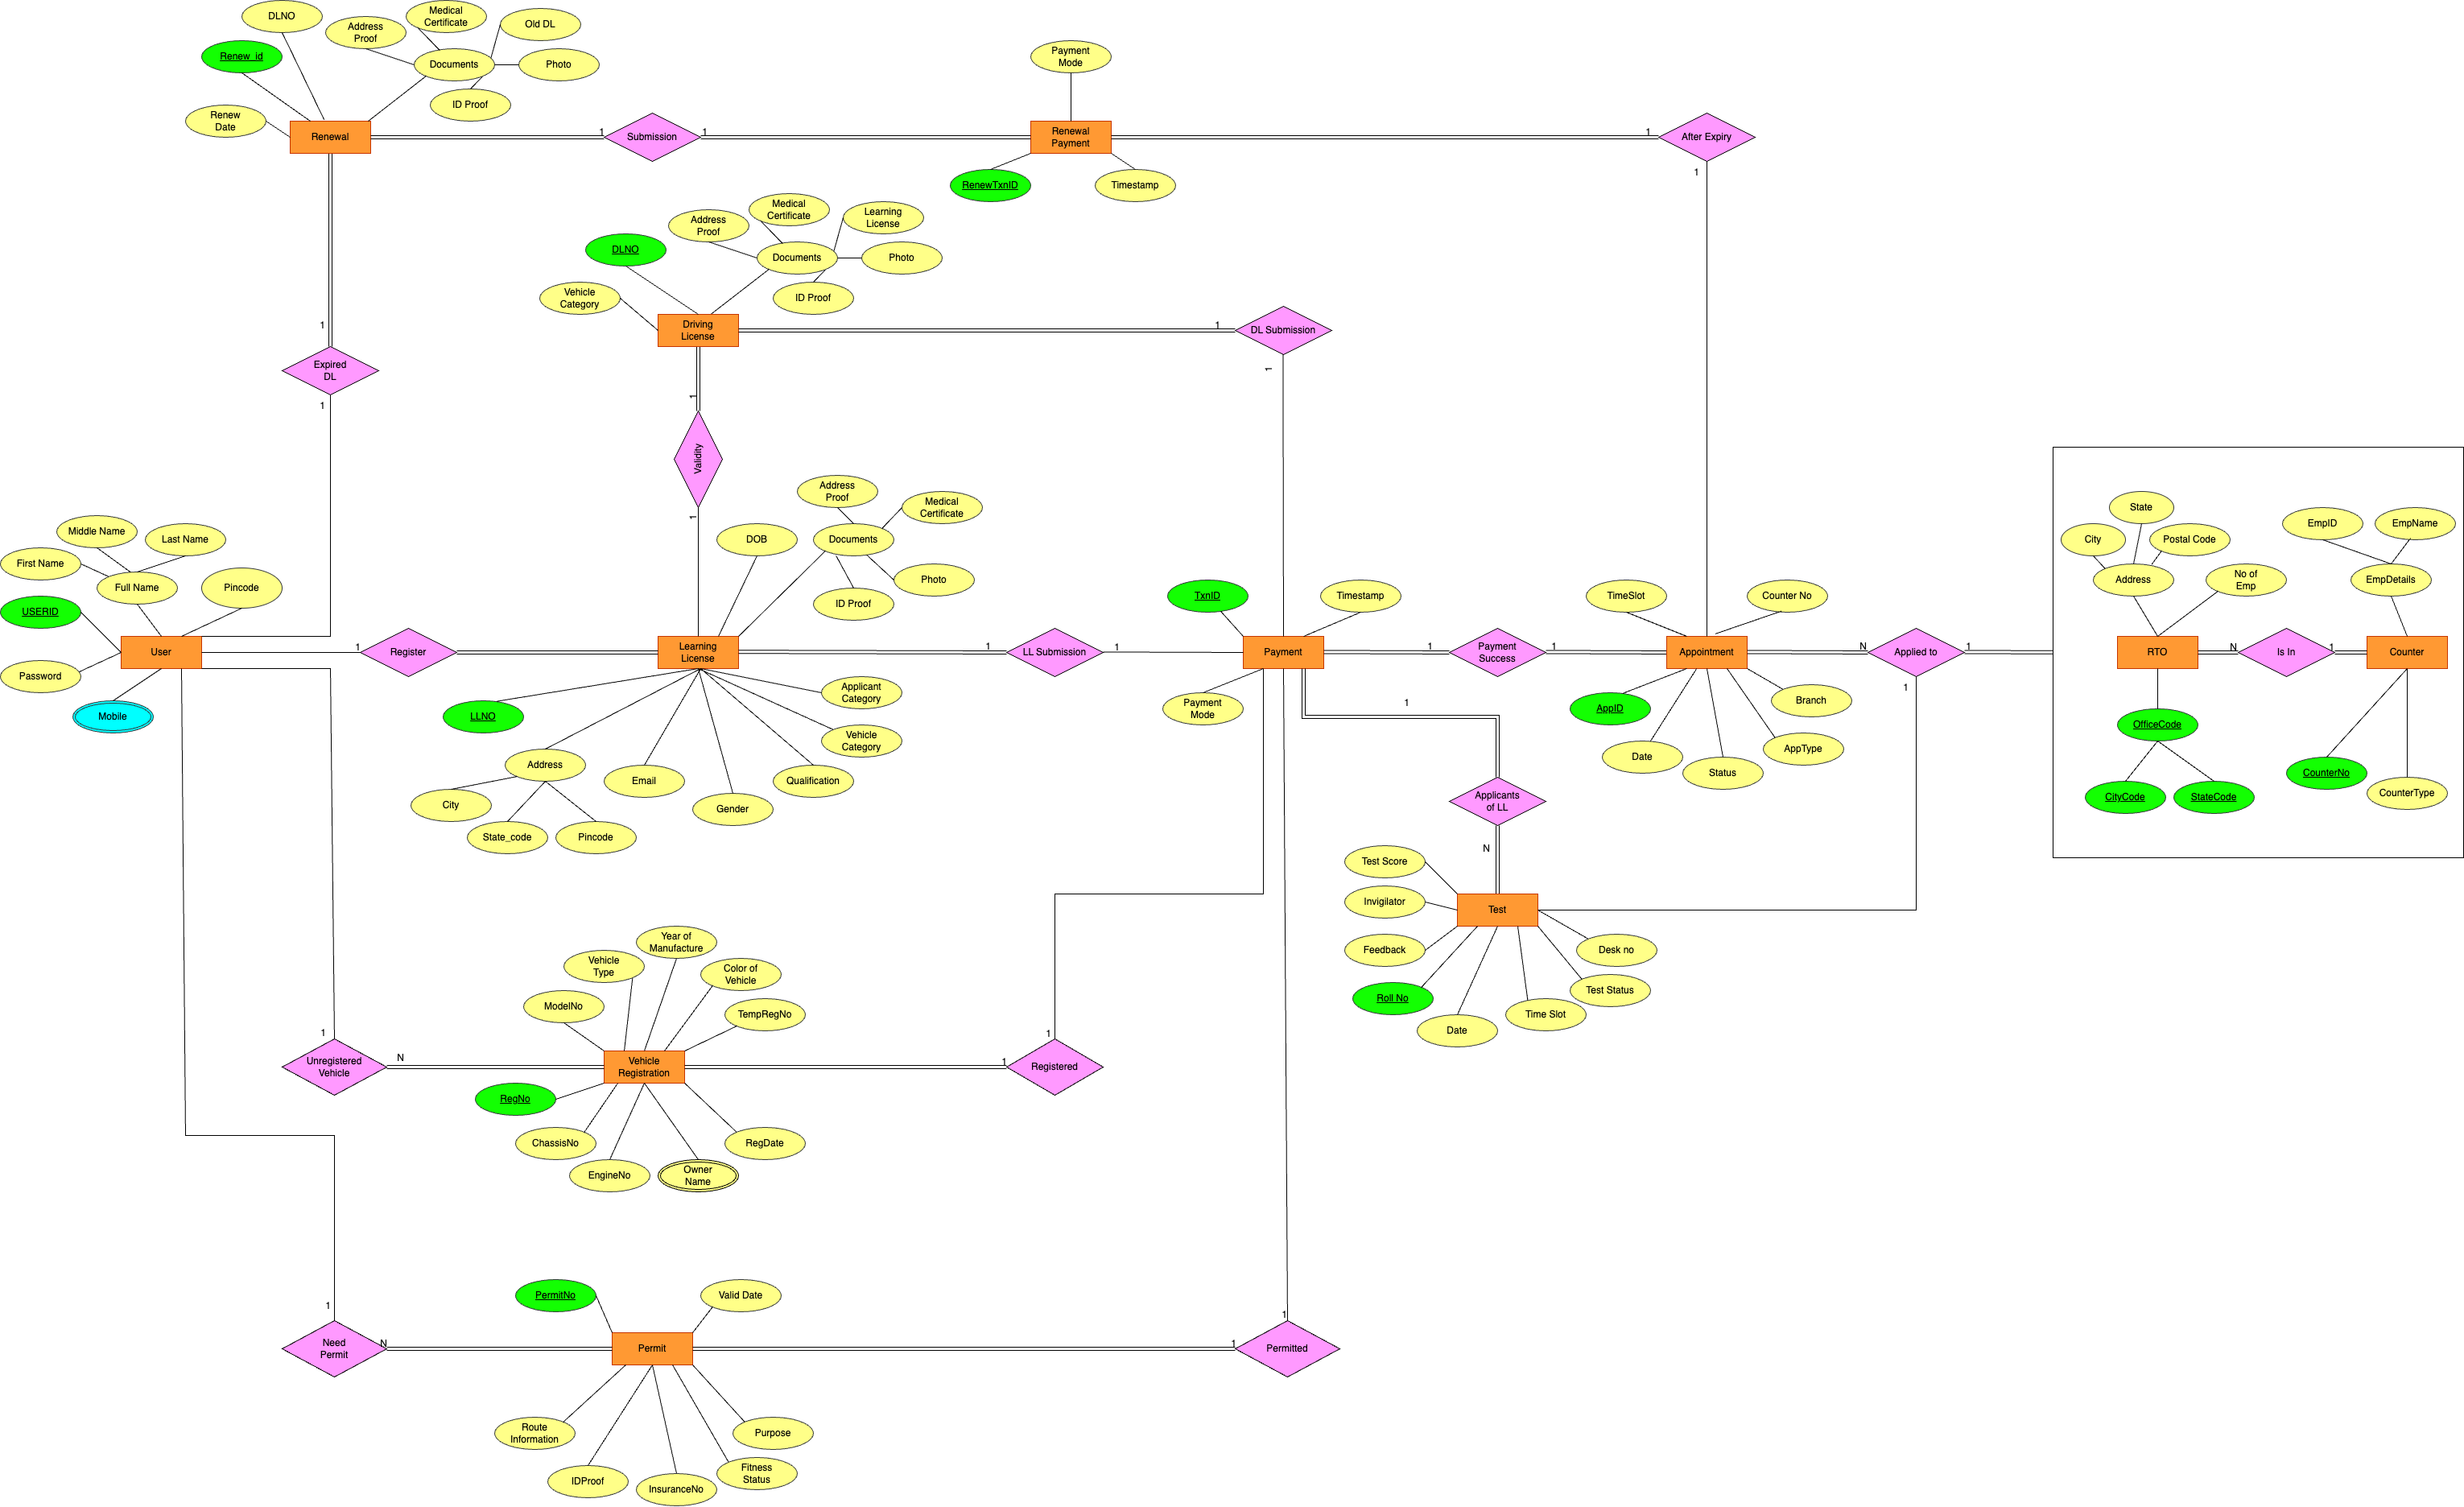 DLNO
Medical
Certificate
Address
Proof
Old DL
Renew_id
Documents
Photo
ID Proof
Renew
Date
Renewal
1
Submission
1
Payment
Mode
Renewal
Payment
RenewTxnID
Timestamp
1
After Expiry
1
Medical
Certificate
Address
Proof
Learning
License
DLNO
Documents
Photo
ID Proof
Vehicle
Category
Driving
License
1
DL Submission
1
1
Expired
DL
1
1
Validity
1
Middle Name
Last Name
First Name
Full Name
Pincode
USERID
User
Password
Mobile
1
Register
DOB
Address
Proof
Medical
Certificate
Documents
Photo
ID Proof
Learning
License
1
LL Submission
1
Applicant
Category
LLNO
Vehicle
Category
Address
Email
Qualification
City
Gender
State_code
Pincode
TxnID
Timestamp
Payment
Payment
Mode
1
Payment
Success
1
TimeSlot
Counter No
Appointment
N
Applied to
1
1
AppID
Branch
Date
AppType
Status
1
Applicants
of LL
N
State
City
Postal Code
Address
No of
Emp
RTO
N
Is In
1
EmpID
EmpName
EmpDetails
Counter
OfficeCode
CityCode
StateCode
CounterNo
CounterType
Test Score
Invigilator
Test
Feedback
Desk no
Roll No
Test Status
Date
Time Slot
Year of
Manufacture
Vehicle
Type
Color of
Vehicle
ModelNo
TempRegNo
1
Unregistered
Vehicle
N
Vehicle
Registration
1
Registered
1
RegNo
ChassisNo
RegDate
EngineNo
Owner
Name
PermitNo
Valid Date
1
Need
Permit
N
Permit
1
Permitted
1
Route
Information
Purpose
IDProof
InsuranceNo
Fitness
Status